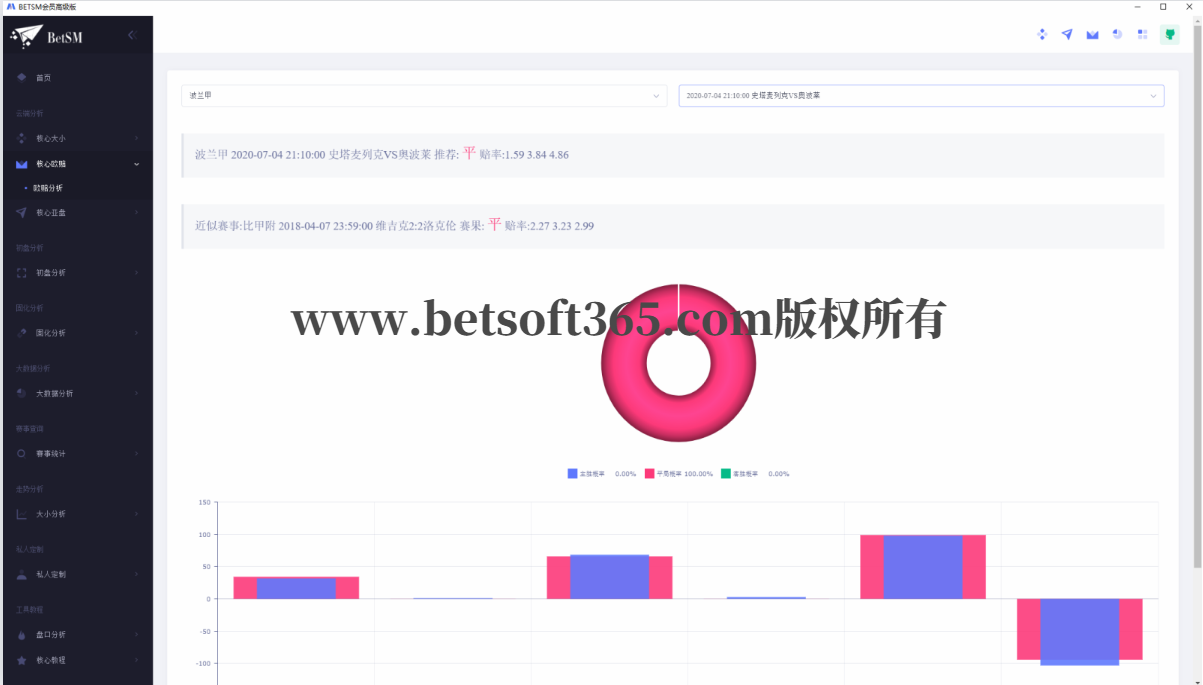 BETSM会员高级版
BetSM
首页
云端分析
核心大小
核心欧赔
欧赔分析
核心亚盘
初盘分析
初盘分析
固化分析
固化分析
大数据分析
大数据分析
赛事查询
赛事统计
走势分析
大小分析
私人定制
私人定制
工具教程
盘口分析
核心教程
波兰甲
2020-07-04 21:10:00 史塔麦列克VS奥波莱
波兰甲 2020-07-04 21:10:00 史塔麦列克VS奥波莱 推荐: 平 赔率:1.59 3.84 4.86
近似赛事:比甲附 2018-04-07 23:59:00 维吉克2:2洛克伦 赛果: 平 赔率:2.27 3.23 2.99
www.betsoft365.com版权所有
主胜概率 0.00% 平局概率 100.00% 客胜概率 0.00%
150
100
50
0
-50
-100